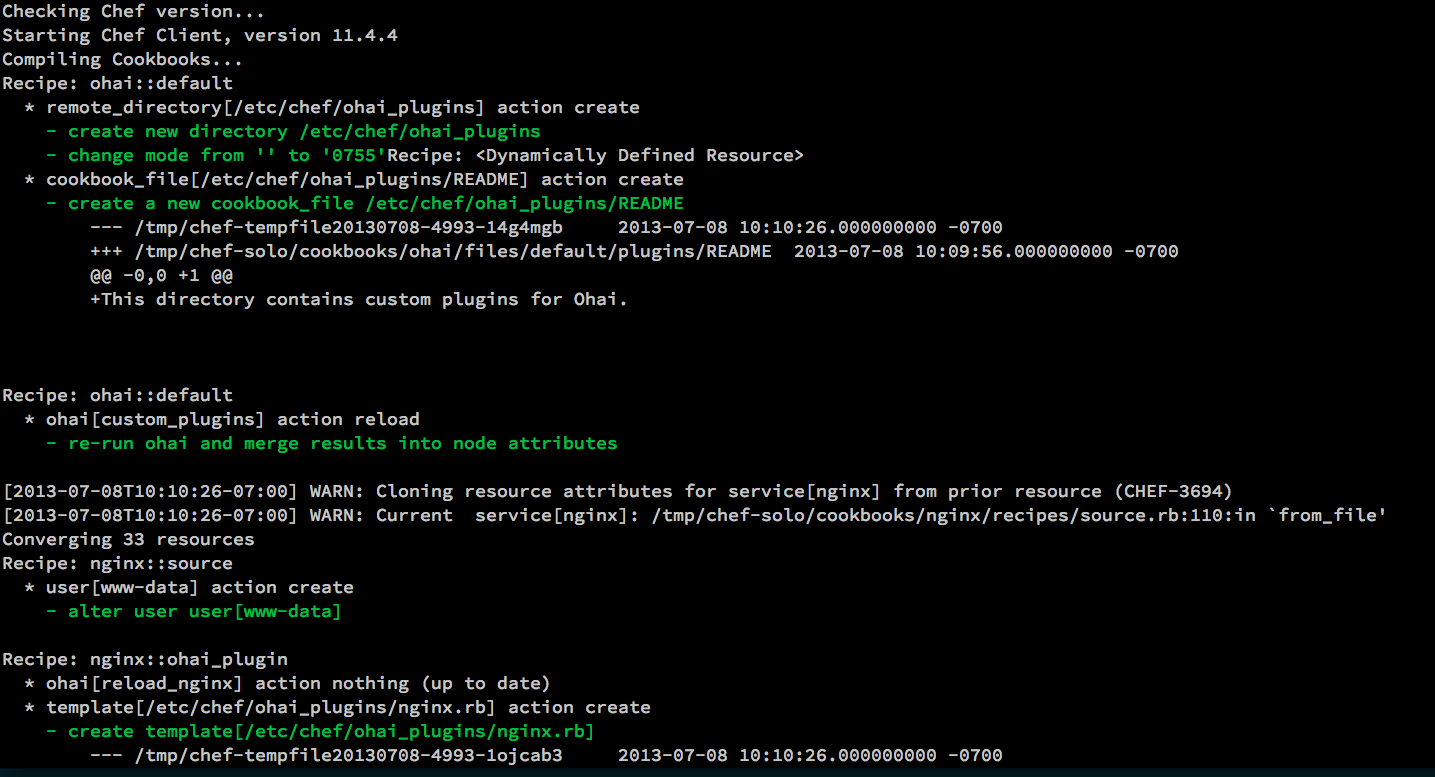 Checking Chef version...
Starting Chef Client, version 11.4.4
Compiling Cookbooks...
Recipe: ohai::default
  * remote_directory[/etc/chef/ohai_plugins] action create
    - create new directory /etc/chef/ohai_plugins
    - change mode from '' to '0755'Recipe: <Dynamically Defined Resource>
  * cookbook_file[/etc/chef/ohai_plugins/README] action create
    - create a new cookbook_file /etc/chef/ohai_plugins/README
        --- /tmp/chef-tempfile20130708-4993-14g4mgb     2013-07-08 10:10:26.000000000 -0700
        +++ /tmp/chef-solo/cookbooks/ohai/files/default/plugins/README  2013-07-08 10:09:56.000000000 -0700
        @@ -0,0 +1 @@
        +This directory contains custom plugins for Ohai.
Recipe: ohai::default
  * ohai[custom_plugins] action reload
    - re-run ohai and merge results into node attributes
[2013-07-08T10:10:26-07:00] WARN: Cloning resource attributes for service[nginx] from prior resource (CHEF-3694)
[2013-07-08T10:10:26-07:00] WARN: Current  service[nginx]: /tmp/chef-solo/cookbooks/nginx/recipes/source.rb:110:in `from_file'
Converging 33 resources
Recipe: nginx::source
  * user[www-data] action create
    - alter user user[www-data]
Recipe: nginx::ohai_plugin
  * ohai[reload_nginx] action nothing (up to date)
  * template[/etc/chef/ohai_plugins/nginx.rb] action create
    - create template[/etc/chef/ohai_plugins/nginx.rb]
        --- /tmp/chef-tempfile20130708-4993-1ojcab3     2013-07-08 10:10:26.000000000 -0700